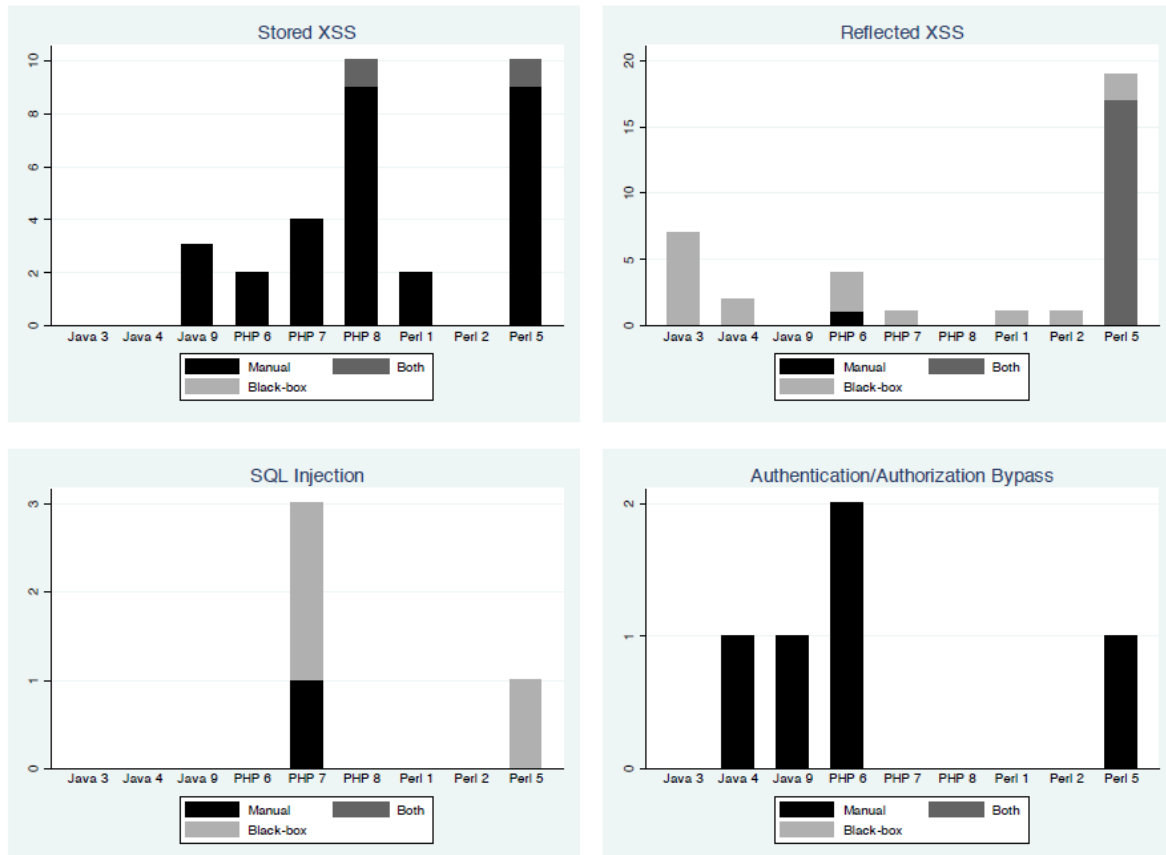 Stored XSS
10
8
6
4
2
0
Java 3 Java 4 Java 9 PHP 6 PHP 7 PHP 8 Perl 1 Perl 2 Perl 5
Manual Both
Black-box
Reflected XSS
20
15
10
5
0
Java 3 Java 4 Java 9 PHP 6 PHP 7 PHP 8 Perl 1 Perl 2 Perl 5
Manual Both
Black-box
SQL Injection
3
2
1
0
Java 3 Java 4 Java 9 PHP 6 PHP 7 PHP 8 Perl 1 Perl 2 Perl 5
Manual Both
Black-box
Authentication/Authorization Bypass
2
1
0
Java 3 Java 4 Java 9 PHP 6 PHP 7 PHP 8 Perl 1 Perl 2 Perl 5
Manual Both
Black-box